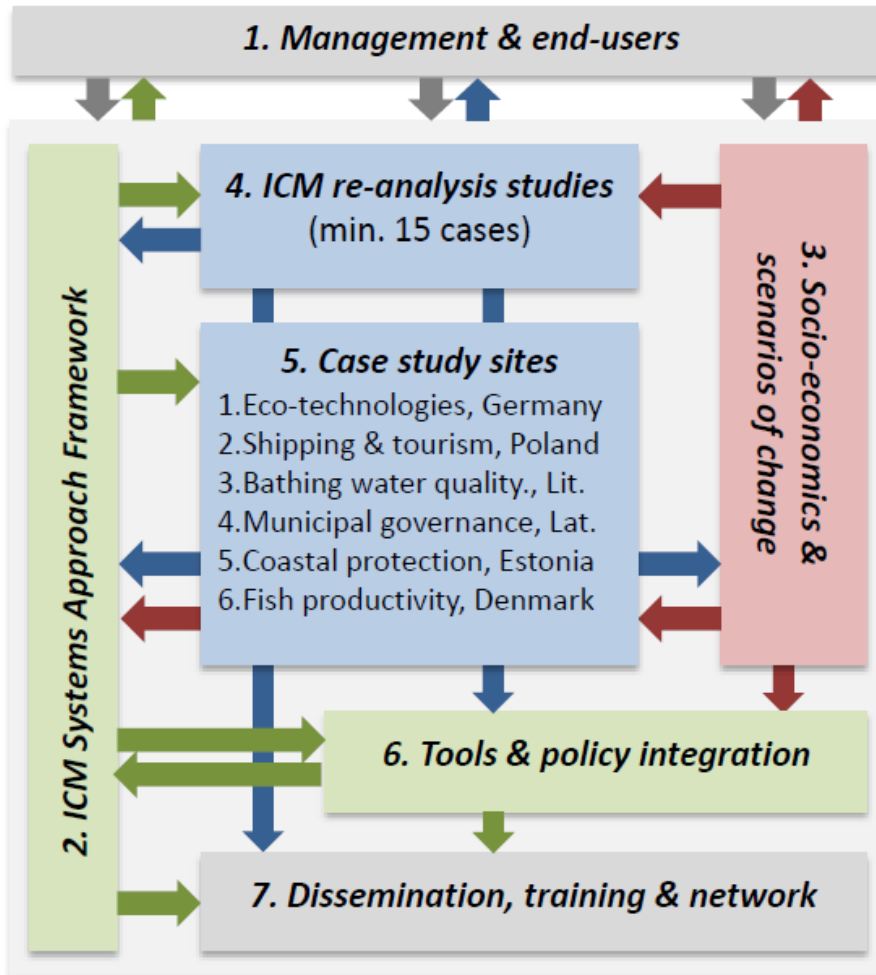 1. Management & end-users
4. ICM re-analysis studies
(min. 15 cases)
2. ICM Systems Approach Framework
3. Socio-economics &
scenarios of change
5. Case study sites
1.Eco-technologies, Germany
2.Shipping & tourism, Poland
3.Bathing water quality., Lit.
4.Municipal governance, Lat.
5.Coastal protection, Estonia
6.Fish productivity, Denmark
6. Tools & policy integration
7. Dissemination, training & network